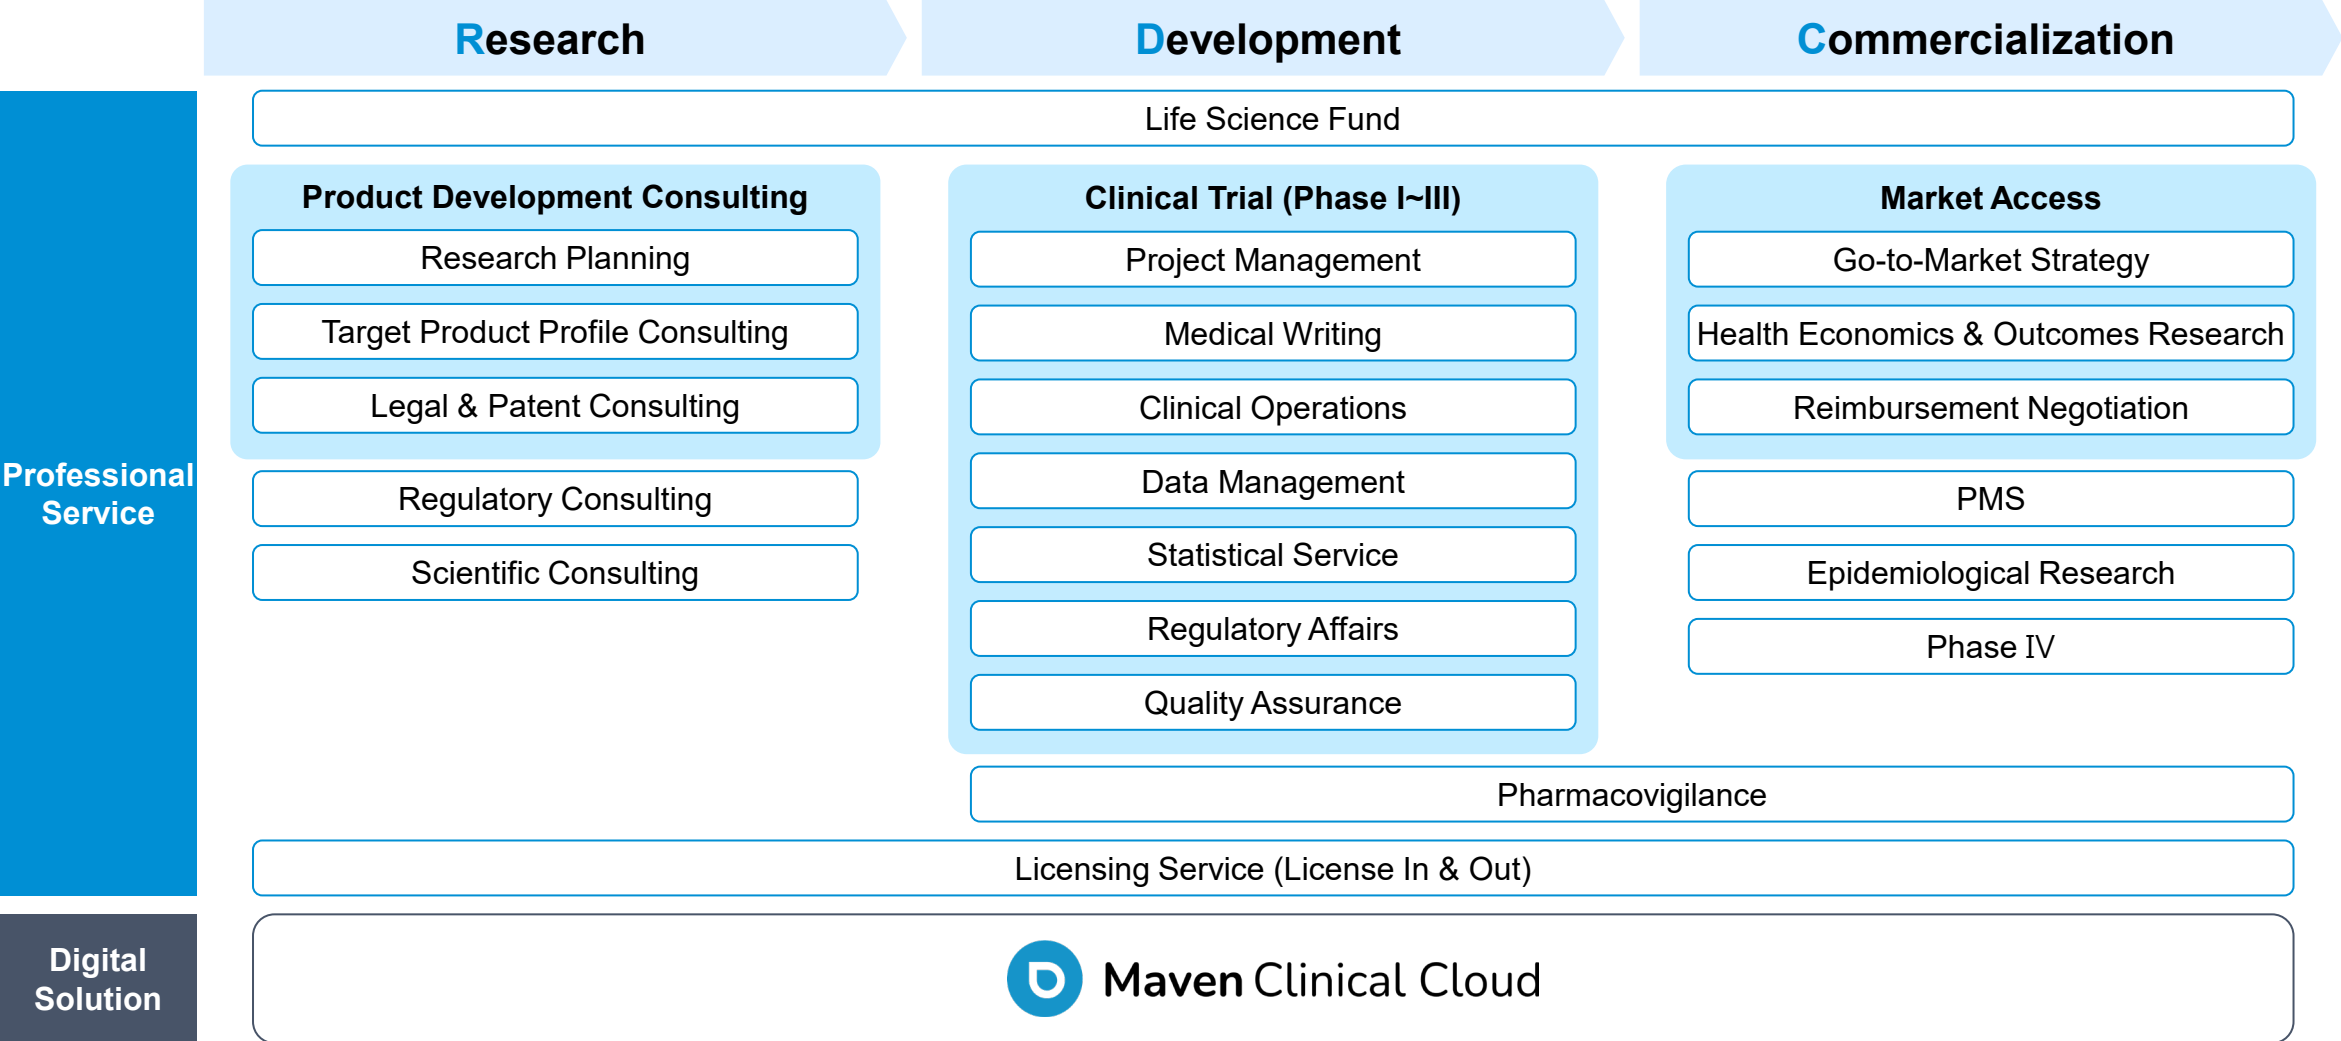 Research
Development
Commercialization
Professional
Service
Life Science Fund
Product Development Consulting
Research Planning
Target Product Profile Consulting
Legal & Patent Consulting
Regulatory Consulting
Scientific Consulting
Clinical Trial (Phase I~III)
Project Management
Medical Writing
Clinical Operations
Data Management
Statistical Service
Regulatory Affairs
Quality Assurance
Market Access
Go-to-Market Strategy
Health Economics & Outcomes Research
Reimbursement Negotiation
PMS
Epidemiological Research
Phase Ⅳ
Pharmacovigilance
Licensing Service (License In & Out)
Digital
Solution
Maven Clinical Cloud